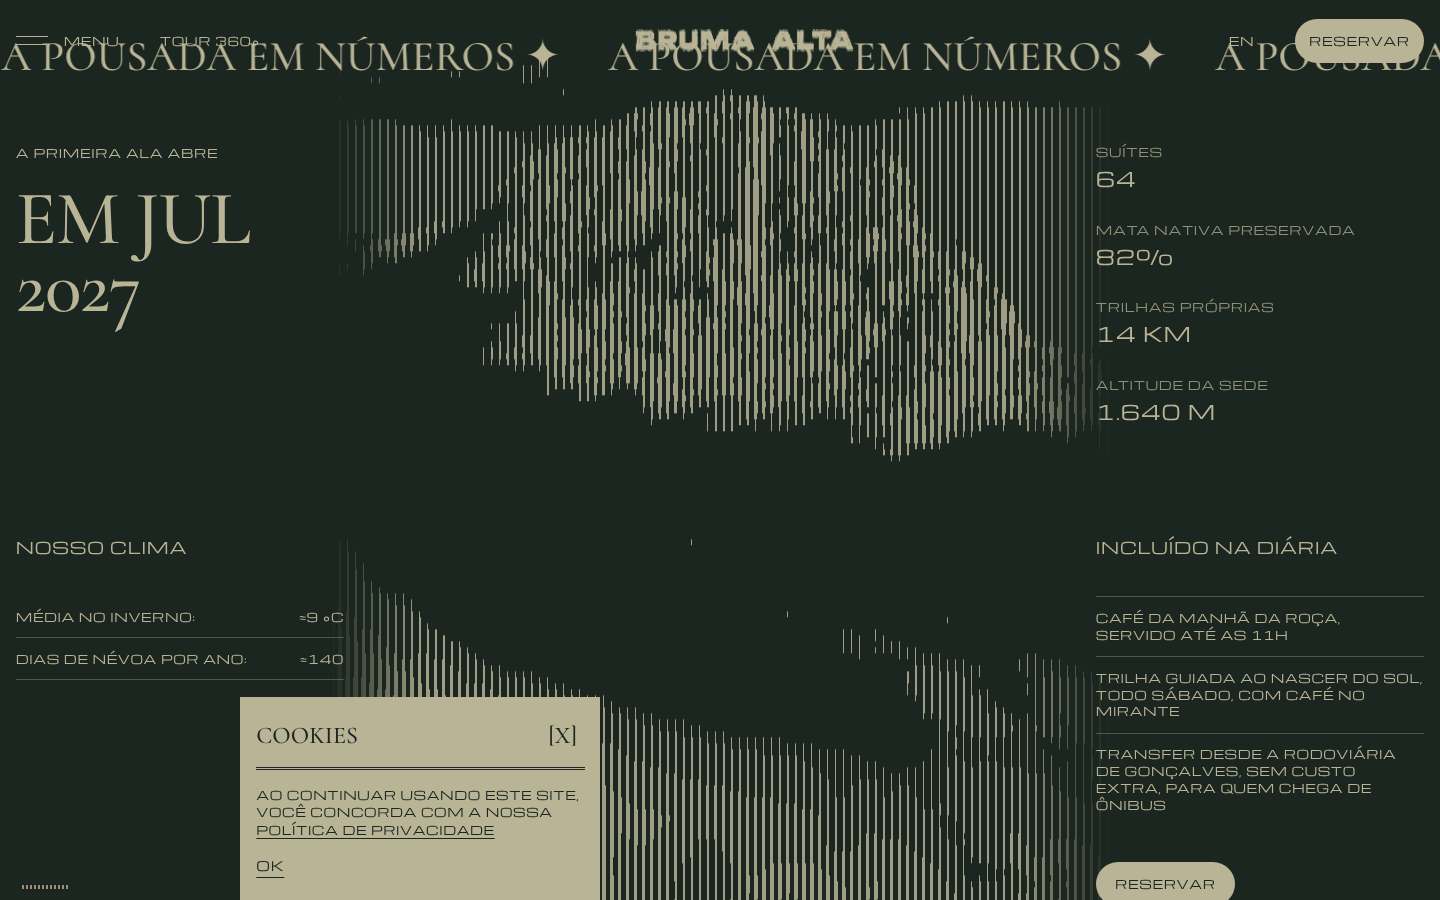 MENU
TOUR 360°
BRUMA ALTA
EN
RESERVAR
A POUSADA EM NÚMEROS ✦ A POUSADA EM NÚMEROS ✦ A POUSADA
A PRIMEIRA ALA ABRE
EM JUL
2027
SUÍTES
64
MATA NATIVA PRESERVADA
82%
TRILHAS PRÓPRIAS
14 KM
ALTITUDE DA SEDE
1.640 M
NOSSO CLIMA
MÉDIA NO INVERNO: ≈9 °C
DIAS DE NÉVOA POR ANO: ≈140
INCLUÍDO NA DIÁRIA
CAFÉ DA MANHÃ DA ROÇA,
SERVIDO ATÉ AS 11H
TRILHA GUIADA AO NASCER DO SOL,
TODO SÁBADO, COM CAFÉ NO
MIRANTE
TRANSFER DESDE A RODOVIÁRIA
DE GONÇALVES, SEM CUSTO
EXTRA, PARA QUEM CHEGA DE
ÔNIBUS
RESERVAR
COOKIES [X]
AO CONTINUAR USANDO ESTE SITE,
VOCÊ CONCORDA COM A NOSSA
POLÍTICA DE PRIVACIDADE
OK